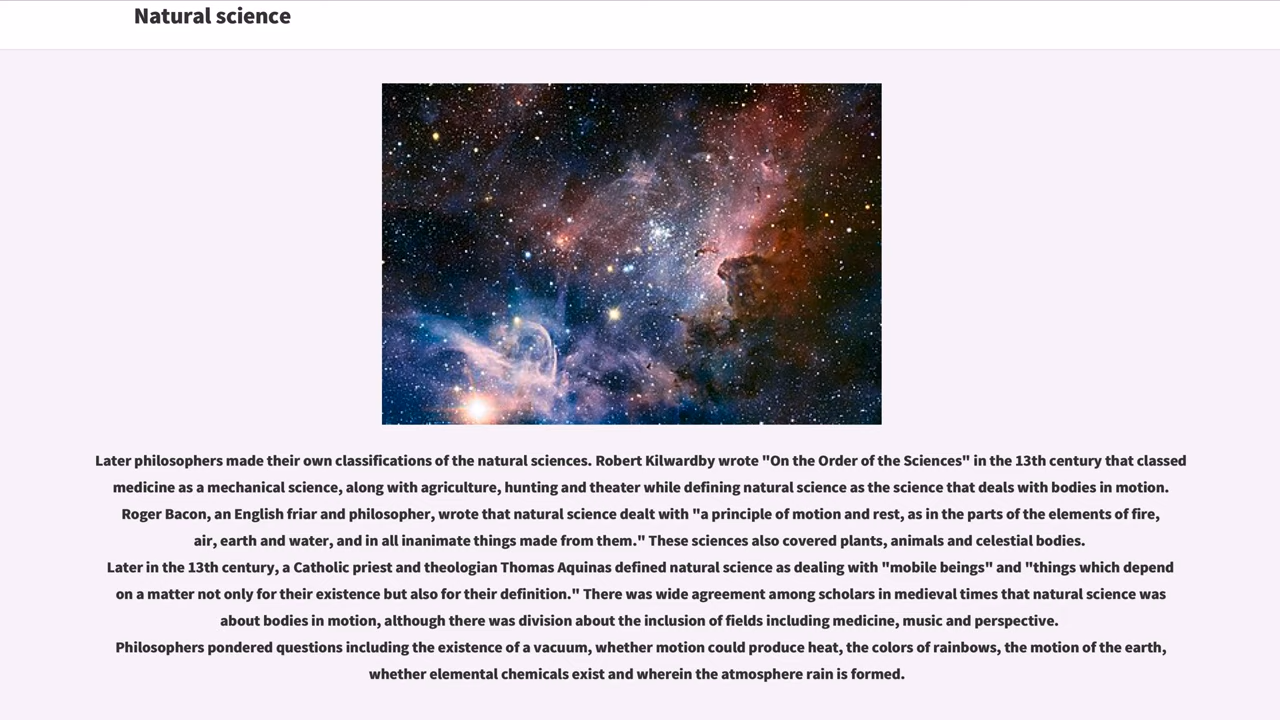 Natural science
Later philosophers made their own classifications of the natural sciences. Robert Kilwardby wrote "On the Order of the Sciences" in the 13th century that classed
medicine as a mechanical science, along with agriculture, hunting and theater while defining natural science as the science that deals with bodies in motion.
Roger Bacon, an English friar and philosopher, wrote that natural science dealt with "a principle of motion and rest, as in the parts of the elements of fire,
air, earth and water, and in all inanimate things made from them." These sciences also covered plants, animals and celestial bodies.
Later in the 13th century, a Catholic priest and theologian Thomas Aquinas defined natural science as dealing with "mobile beings" and "things which depend
on a matter not only for their existence but also for their definition." There was wide agreement among scholars in medieval times that natural science was
about bodies in motion, although there was division about the inclusion of fields including medicine, music and perspective.
Philosophers pondered questions including the existence of a vacuum, whether motion could produce heat, the colors of rainbows, the motion of the earth,
whether elemental chemicals exist and wherein the atmosphere rain is formed.